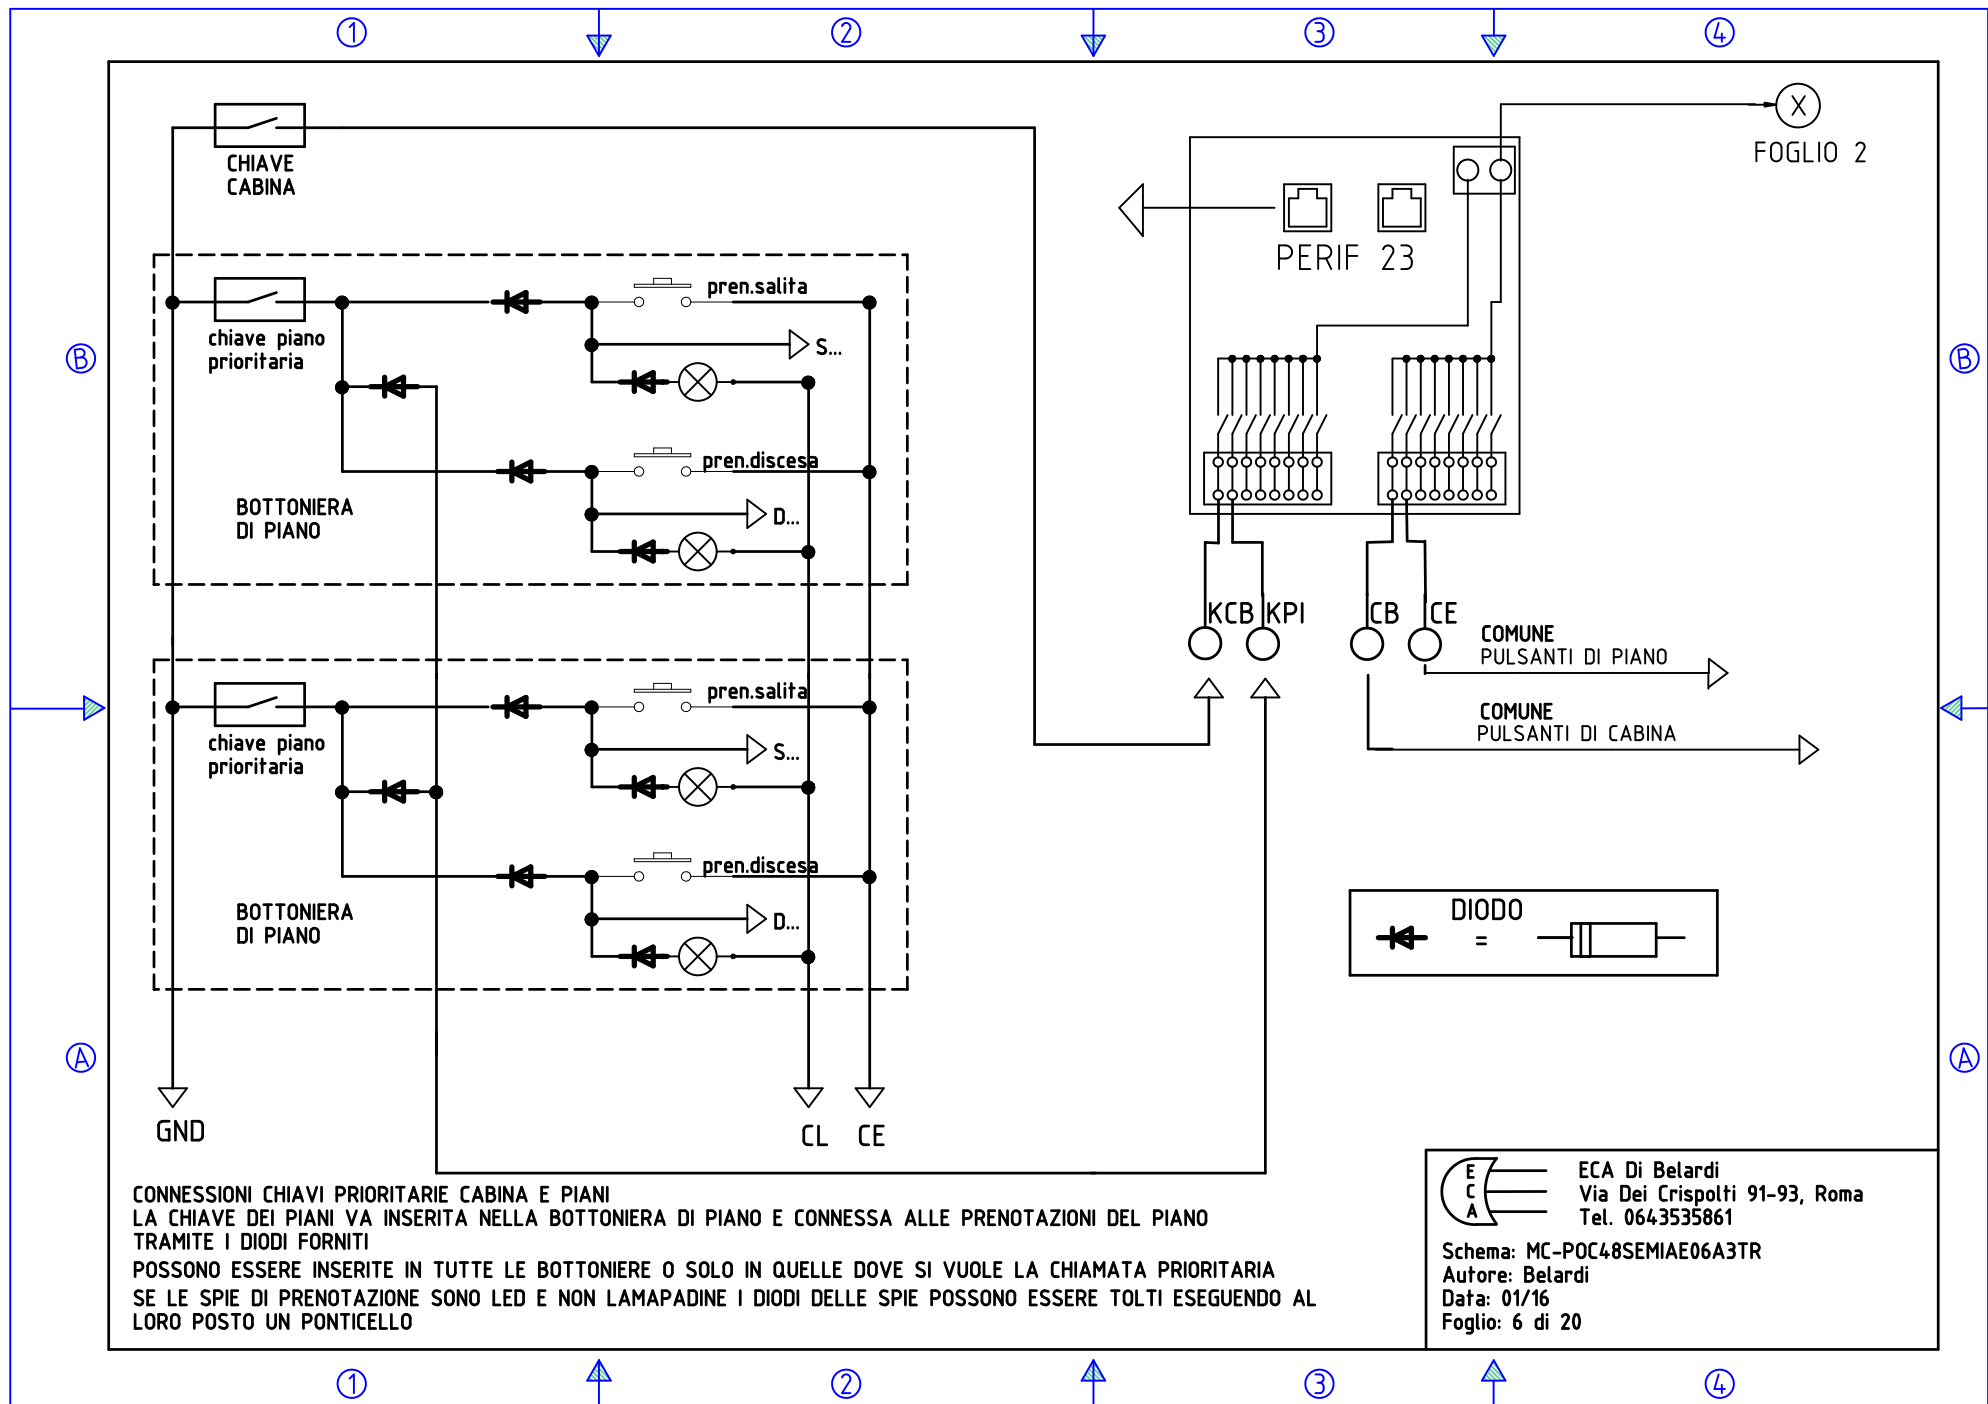 1
2
3
4
X
FOGLIO 2
CHIAVE
CABINA
PERIF 23
pren.salita
chiave piano
prioritaria
S...
B
B
pren.discesa
BOTTONIERA
DI PIANO
D...
KCB
KPI
CB
CE
COMUNE
PULSANTI DI PIANO
pren.salita
chiave piano
prioritaria
S...
COMUNE
PULSANTI DI CABINA
pren.discesa
BOTTONIERA
DI PIANO
D...
DIODO
=
A
A
GND
CL
CE
CONNESSIONI CHIAVI PRIORITARIE CABINA E PIANI
LA CHIAVE DEI PIANI VA INSERITA NELLA BOTTONIERA DI PIANO E CONNESSA ALLE PRENOTAZIONI DEL PIANO
TRAMITE I DIODI FORNITI
POSSONO ESSERE INSERITE IN TUTTE LE BOTTONIERE O SOLO IN QUELLE DOVE SI VUOLE LA CHIAMATA PRIORITARIA
SE LE SPIE DI PRENOTAZIONE SONO LED E NON LAMAPADINE I DIODI DELLE SPIE POSSONO ESSERE TOLTI ESEGUENDO AL
LORO POSTO UN PONTICELLO
E
C
A
ECA Di Belardi
Via Dei Crispolti 91-93, Roma
Tel. 0643535861
Schema: MC-POC48SEMIAE06A3TR
Autore: Belardi
Data: 01/16
Foglio: 6 di 20
1
2
3
4